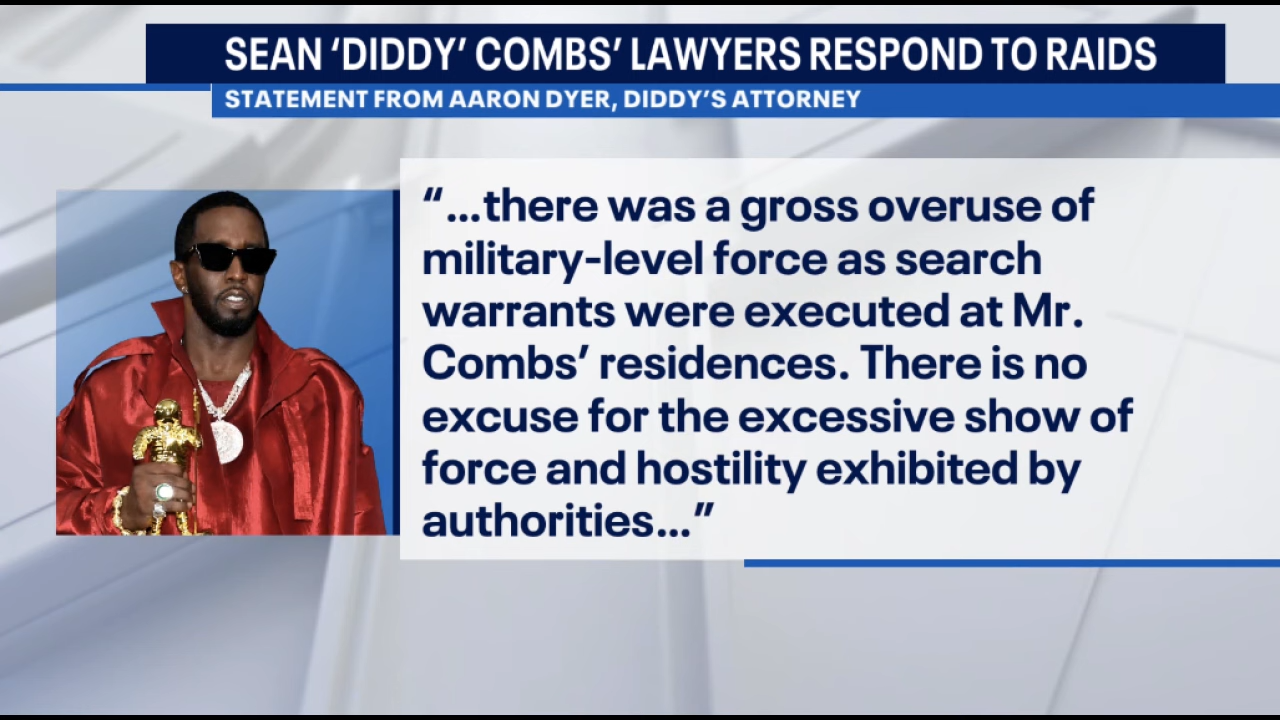 SEAN ‘DIDDY’ COMBS’ LAWYERS RESPOND TO RAIDS
STATEMENT FROM AARON DYER, DIDDY’S ATTORNEY
“...there was a gross overuse of
military-level force as search
warrants were executed at Mr.
Combs’ residences. There is no
excuse for the excessive show of
force and hostility exhibited by
authorities...”